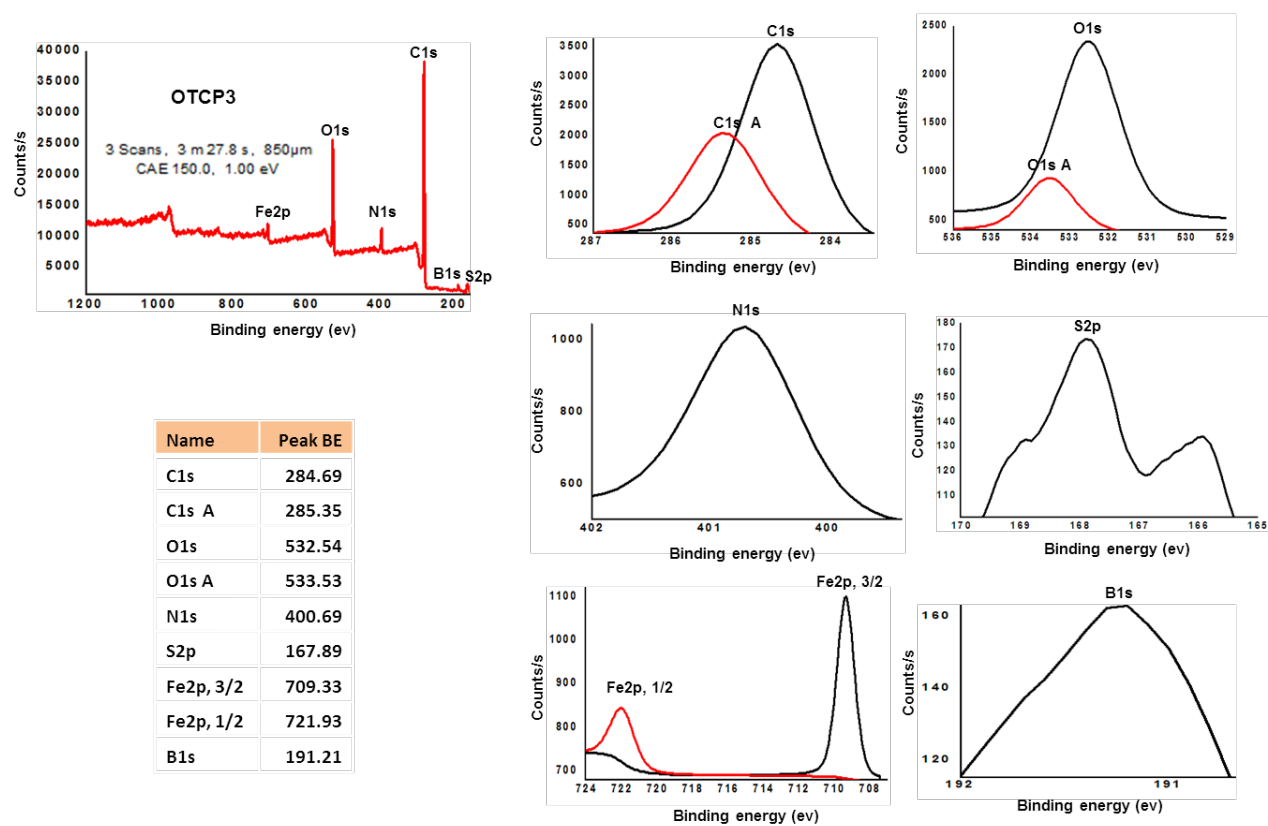 40000
35000
30000
25000
20000
15000
10000
5000
Counts/s
OTCP3
3 Scans, 3 m 27.8 s, 850µm
CAE 150.0, 1.00 eV
C1s
O1s
Fe2p
N1s
B1s
S2p
1200 1000 800 600 400 200
Binding energy (ev)
3500
3000
2500
2000
1500
1000
500
Counts/s
C1s
C1s A
287 286 285 284
Binding energy (ev)
2500
2000
1500
1000
500
Counts/s
O1s
O1s A
536 535 534 533 532 531 530 529
Binding energy (ev)
1000
800
600
Counts/s
N1s
402 401 400
Binding energy (ev)
180
170
160
150
140
130
120
110
Counts/s
S2p
170 169 168 167 166 165
Binding energy (ev)
Name Peak BE
C1s 284.69
C1s A 285.35
O1s 532.54
O1s A 533.53
N1s 400.69
S2p 167.89
Fe2p, 3/2 709.33
Fe2p, 1/2 721.93
B1s 191.21
1100
1000
900
800
700
Counts/s
Fe2p, 3/2
Fe2p, 1/2
724 722 720 718 716 714 712 710 708
Binding energy (ev)
160
140
120
Counts/s
B1s
192 191
Binding energy (ev)